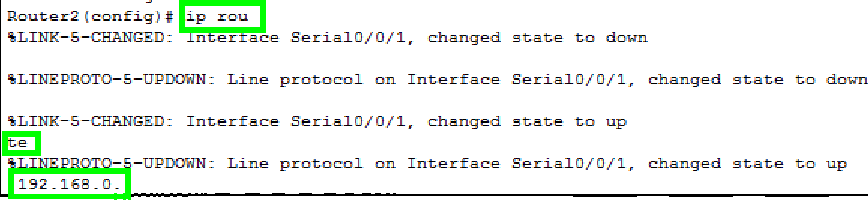 Router2(config)# ip rou
%LINK-5-CHANGED: Interface Serial0/0/1, changed state to down
%LINEPROTO-5-UPDOWN: Line protocol on Interface Serial0/0/1, changed state to down
%LINK-5-CHANGED: Interface Serial0/0/1, changed state to up
te
%LINEPROTO-5-UPDOWN: Line protocol on Interface Serial0/0/1, changed state to up
192.168.0.